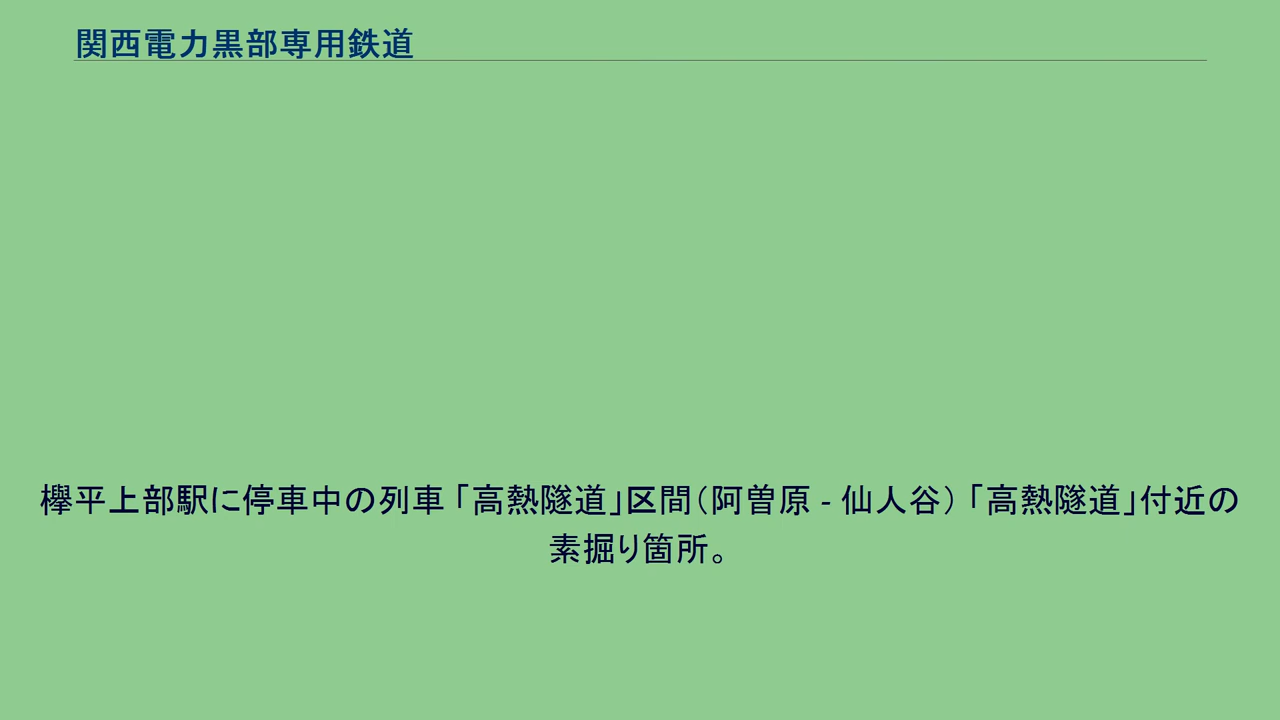 関西電力黒部専用鉄道
欅平上部駅に停車中の列車 「高熱隧道」区間（阿曽原 - 仙人谷） 「高熱隧道」付近の
素掘り箇所。